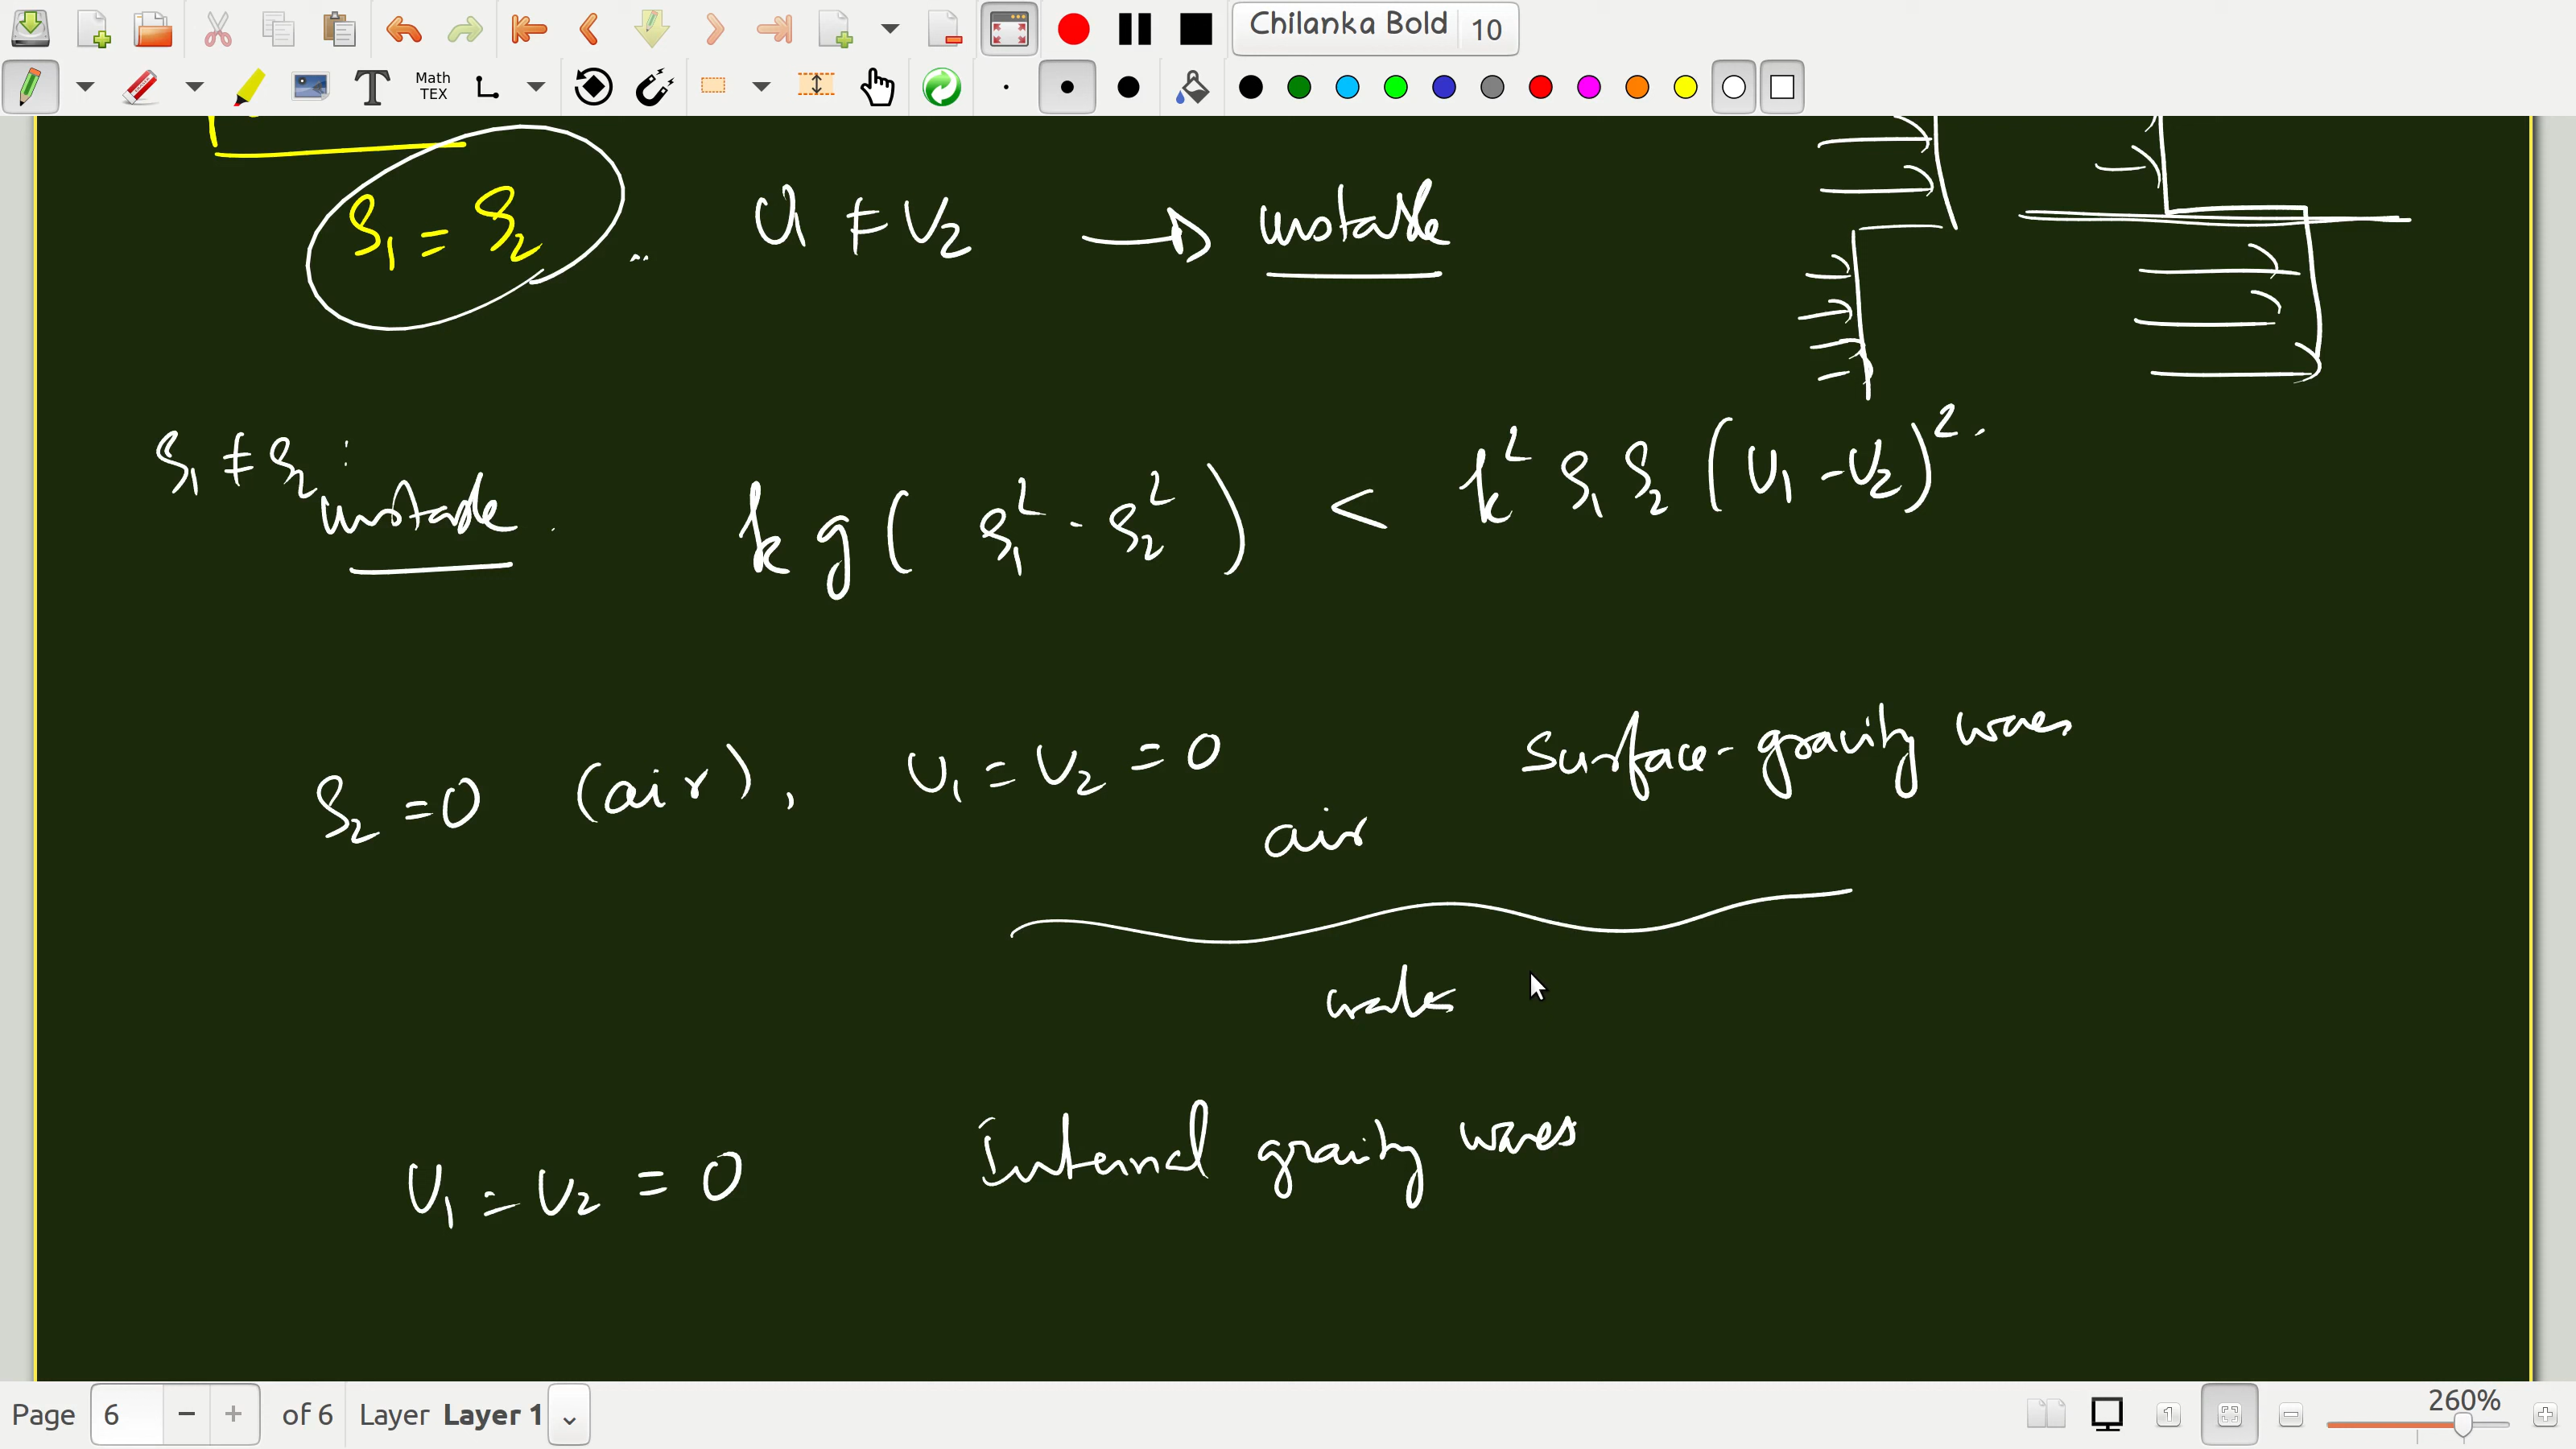 Chilanka Bold 10
Math TEX
ρ₁ = ρ₂ .. U₁ ≠ U₂ → unstable
ρ₁ ≠ ρ₂ : unstable . k g ( ρ₁² - ρ₂² ) < k² ρ₁ ρ₂ (U₁ - U₂)² .
ρ₂ = 0 (air), U₁ = U₂ = 0 Surface-gravity waves
air
water
U₁ = U₂ = 0 Internal gravity waves
Page 6 of 6 Layer Layer 1 1 260%